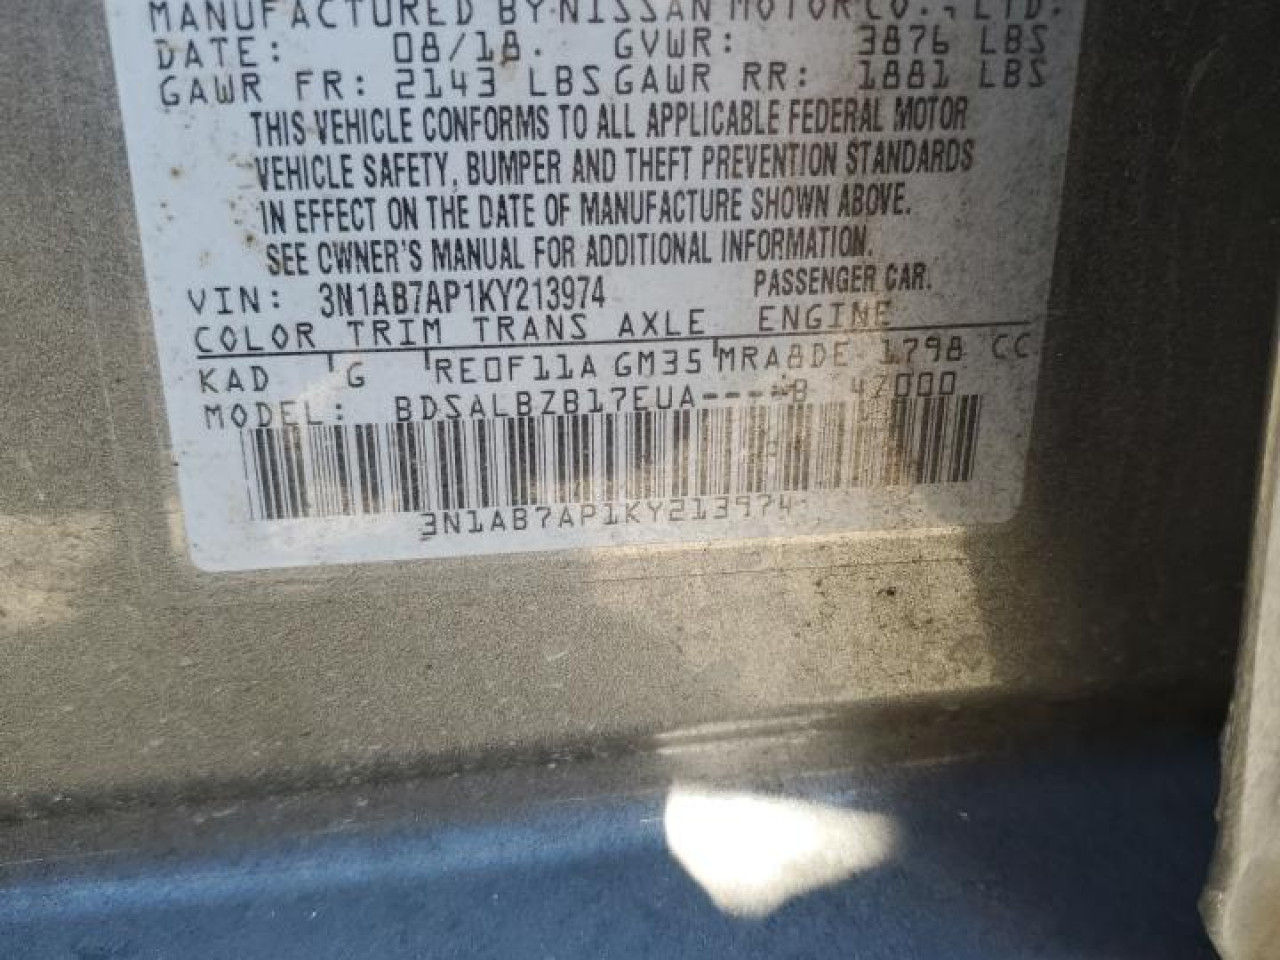 MANUFACTURED BY NISSAN MOTOR CO., LTD.
DATE: 08/18. GVWR: 3876 LBS
GAWR FR: 2143 LBS GAWR RR: 1881 LBS
THIS VEHICLE CONFORMS TO ALL APPLICABLE FEDERAL MOTOR
VEHICLE SAFETY, BUMPER AND THEFT PREVENTION STANDARDS
IN EFFECT ON THE DATE OF MANUFACTURE SHOWN ABOVE.
SEE OWNER'S MANUAL FOR ADDITIONAL INFORMATION.
VIN: 3N1AB7AP1KY213974 PASSENGER CAR.
COLOR TRIM TRANS AXLE ENGINE
KAD G RE0F11A GM35 MRA8DE 1798 CC
MODEL: BDSALBZB17EUA----B 47000
3N1AB7AP1KY213974